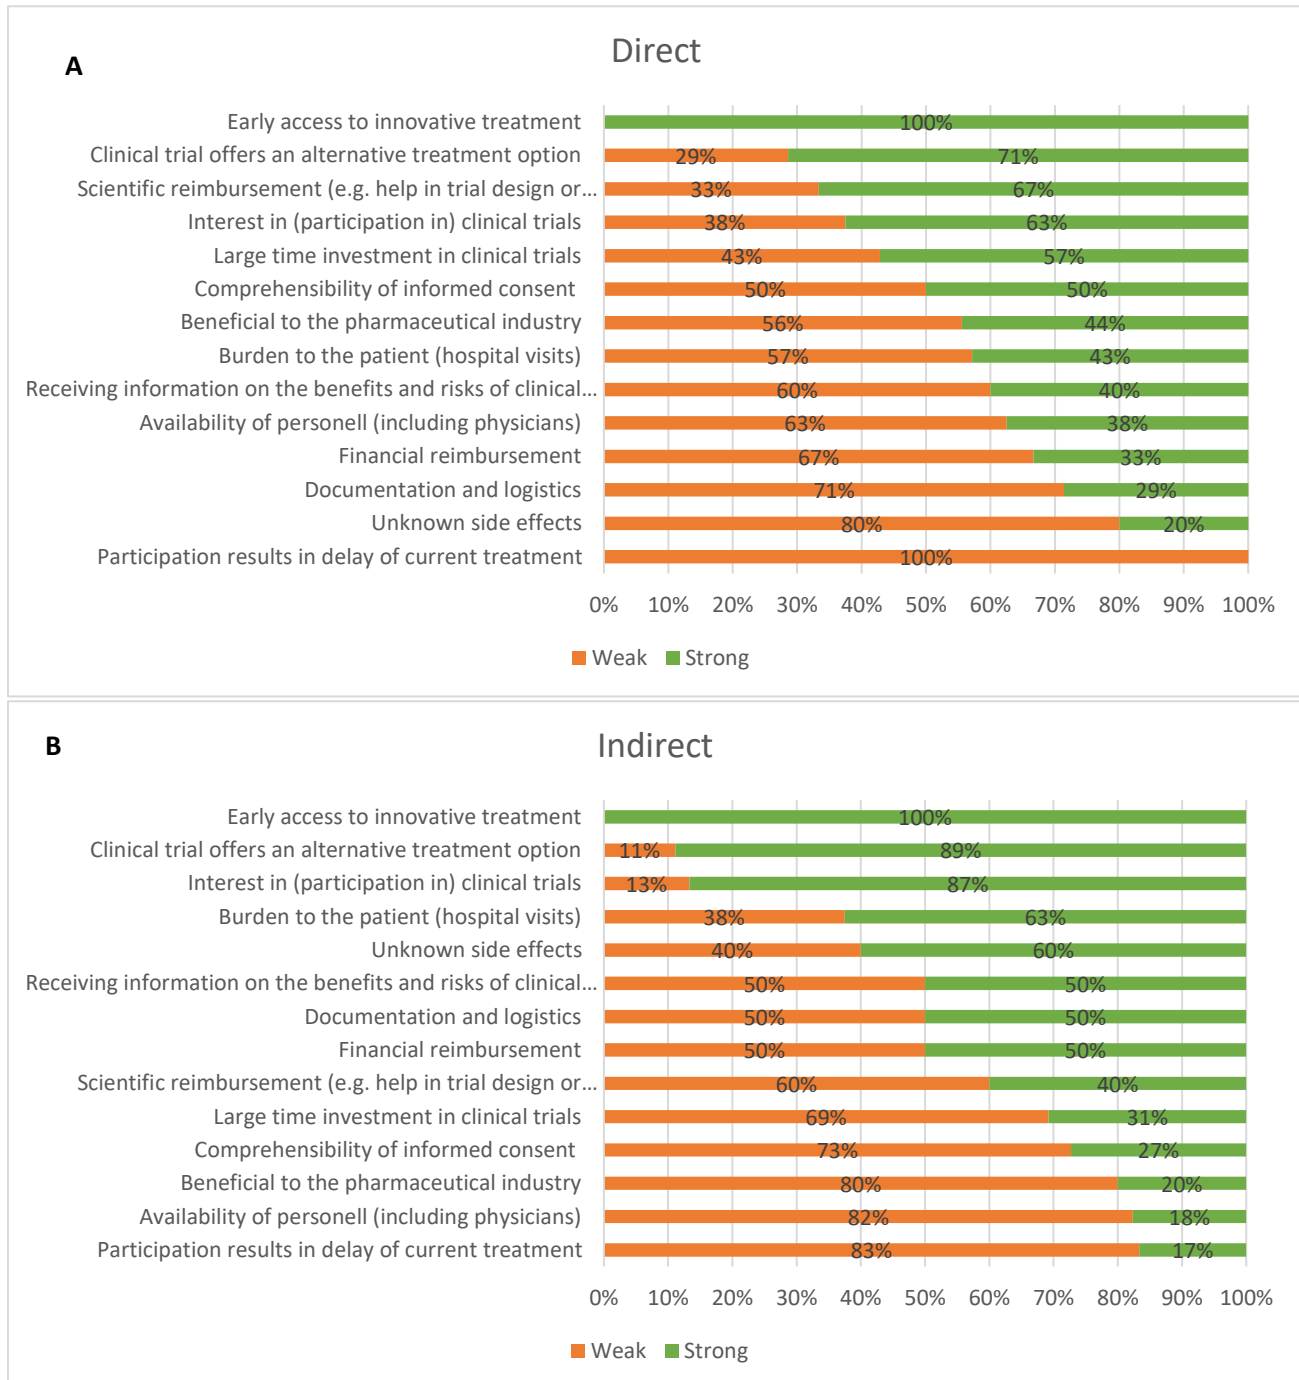 A
Direct
Early access to innovative treatment 100%
Clinical trial offers an alternative treatment option 29% 71%
Scientific reimbursement (e.g. help in trial design or... 33% 67%
Interest in (participation in) clinical trials 38% 63%
Large time investment in clinical trials 43% 57%
Comprehensibility of informed consent 50% 50%
Beneficial to the pharmaceutical industry 56% 44%
Burden to the patient (hospital visits) 57% 43%
Receiving information on the benefits and risks of clinical... 60% 40%
Availability of personell (including physicians) 63% 38%
Financial reimbursement 67% 33%
Documentation and logistics 71% 29%
Unknown side effects 80% 20%
Participation results in delay of current treatment 100%
0% 10% 20% 30% 40% 50% 60% 70% 80% 90% 100%
Weak Strong
B
Indirect
Early access to innovative treatment 100%
Clinical trial offers an alternative treatment option 11% 89%
Interest in (participation in) clinical trials 13% 87%
Burden to the patient (hospital visits) 38% 63%
Unknown side effects 40% 60%
Receiving information on the benefits and risks of clinical... 50% 50%
Documentation and logistics 50% 50%
Financial reimbursement 50% 50%
Scientific reimbursement (e.g. help in trial design or... 60% 40%
Large time investment in clinical trials 69% 31%
Comprehensibility of informed consent 73% 27%
Beneficial to the pharmaceutical industry 80% 20%
Availability of personell (including physicians) 82% 18%
Participation results in delay of current treatment 83% 17%
0% 10% 20% 30% 40% 50% 60% 70% 80% 90% 100%
Weak Strong